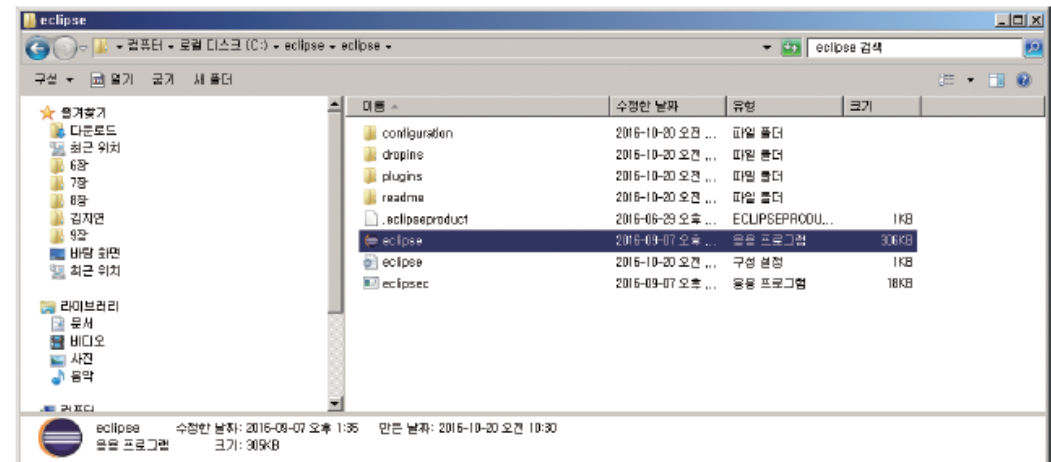 eclipse
컴퓨터 로컬 디스크 (C:) eclipse eclipse
eclipse 검색
구성 열기 굽기 새 폴더
즐겨찾기
다운로드
최근 위치
6장
7장
8장
김지연
9장
바탕 화면
최근 위치
라이브러리
문서
비디오
사진
음악
컴퓨터
이름 수정한 날짜 유형 크기
configuration 2016-10-20 오전 ... 파일 폴더
dropins 2016-10-20 오전 ... 파일 폴더
plugins 2016-10-20 오전 ... 파일 폴더
readme 2016-10-20 오전 ... 파일 폴더
.eclipseproduct 2016-06-29 오후 ... ECLIPSEPRODU... 1KB
eclipse 2016-09-07 오후 ... 응용 프로그램 306KB
eclipse 2016-10-20 오전 ... 구성 설정 1KB
eclipsec 2016-09-07 오후 ... 응용 프로그램 18KB
eclipse 수정한 날짜: 2016-09-07 오후 1:35 만든 날짜: 2016-10-20 오전 10:30
응용 프로그램 크기: 305KB